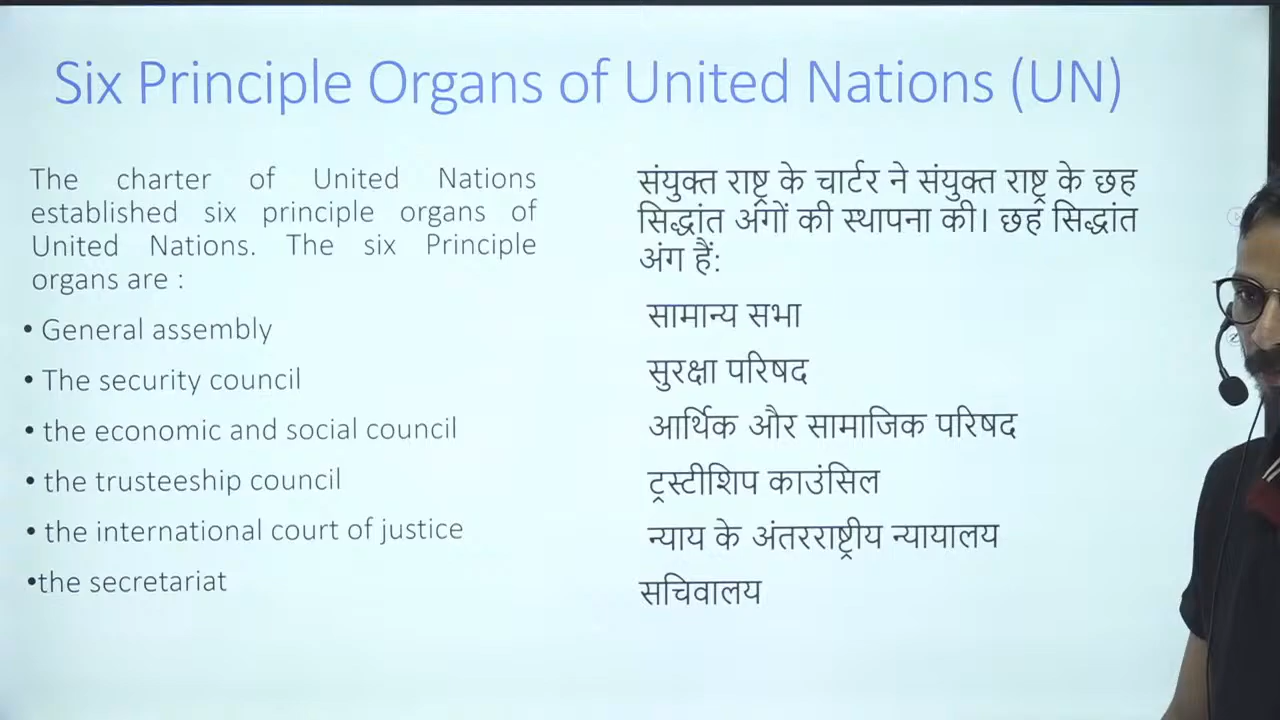 Six Principle Organs of United Nations (UN)
The charter of United Nations
established six principle organs of
United Nations. The six Principle
organs are :
• General assembly
• The security council
• the economic and social council
• the trusteeship council
• the international court of justice
•the secretariat
संयुक्त राष्ट्र के चार्टर ने संयुक्त राष्ट्र के छह
सिद्धांत अंगों की स्थापना की। छह सिद्धांत
अंग हैं:
सामान्य सभा
सुरक्षा परिषद
आर्थिक और सामाजिक परिषद
ट्रस्टीशिप काउंसिल
न्याय के अंतरराष्ट्रीय न्यायालय
सचिवालय